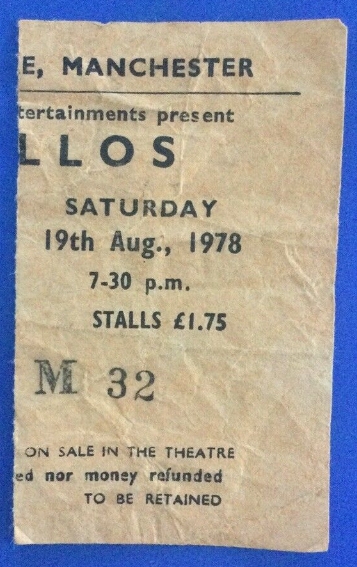 E, MANCHESTER
tertainments present
LLOS
SATURDAY
19th Aug., 1978
7-30 p.m.
STALLS £1.75
M 32
ON SALE IN THE THEATRE
ed nor money refunded
TO BE RETAINED